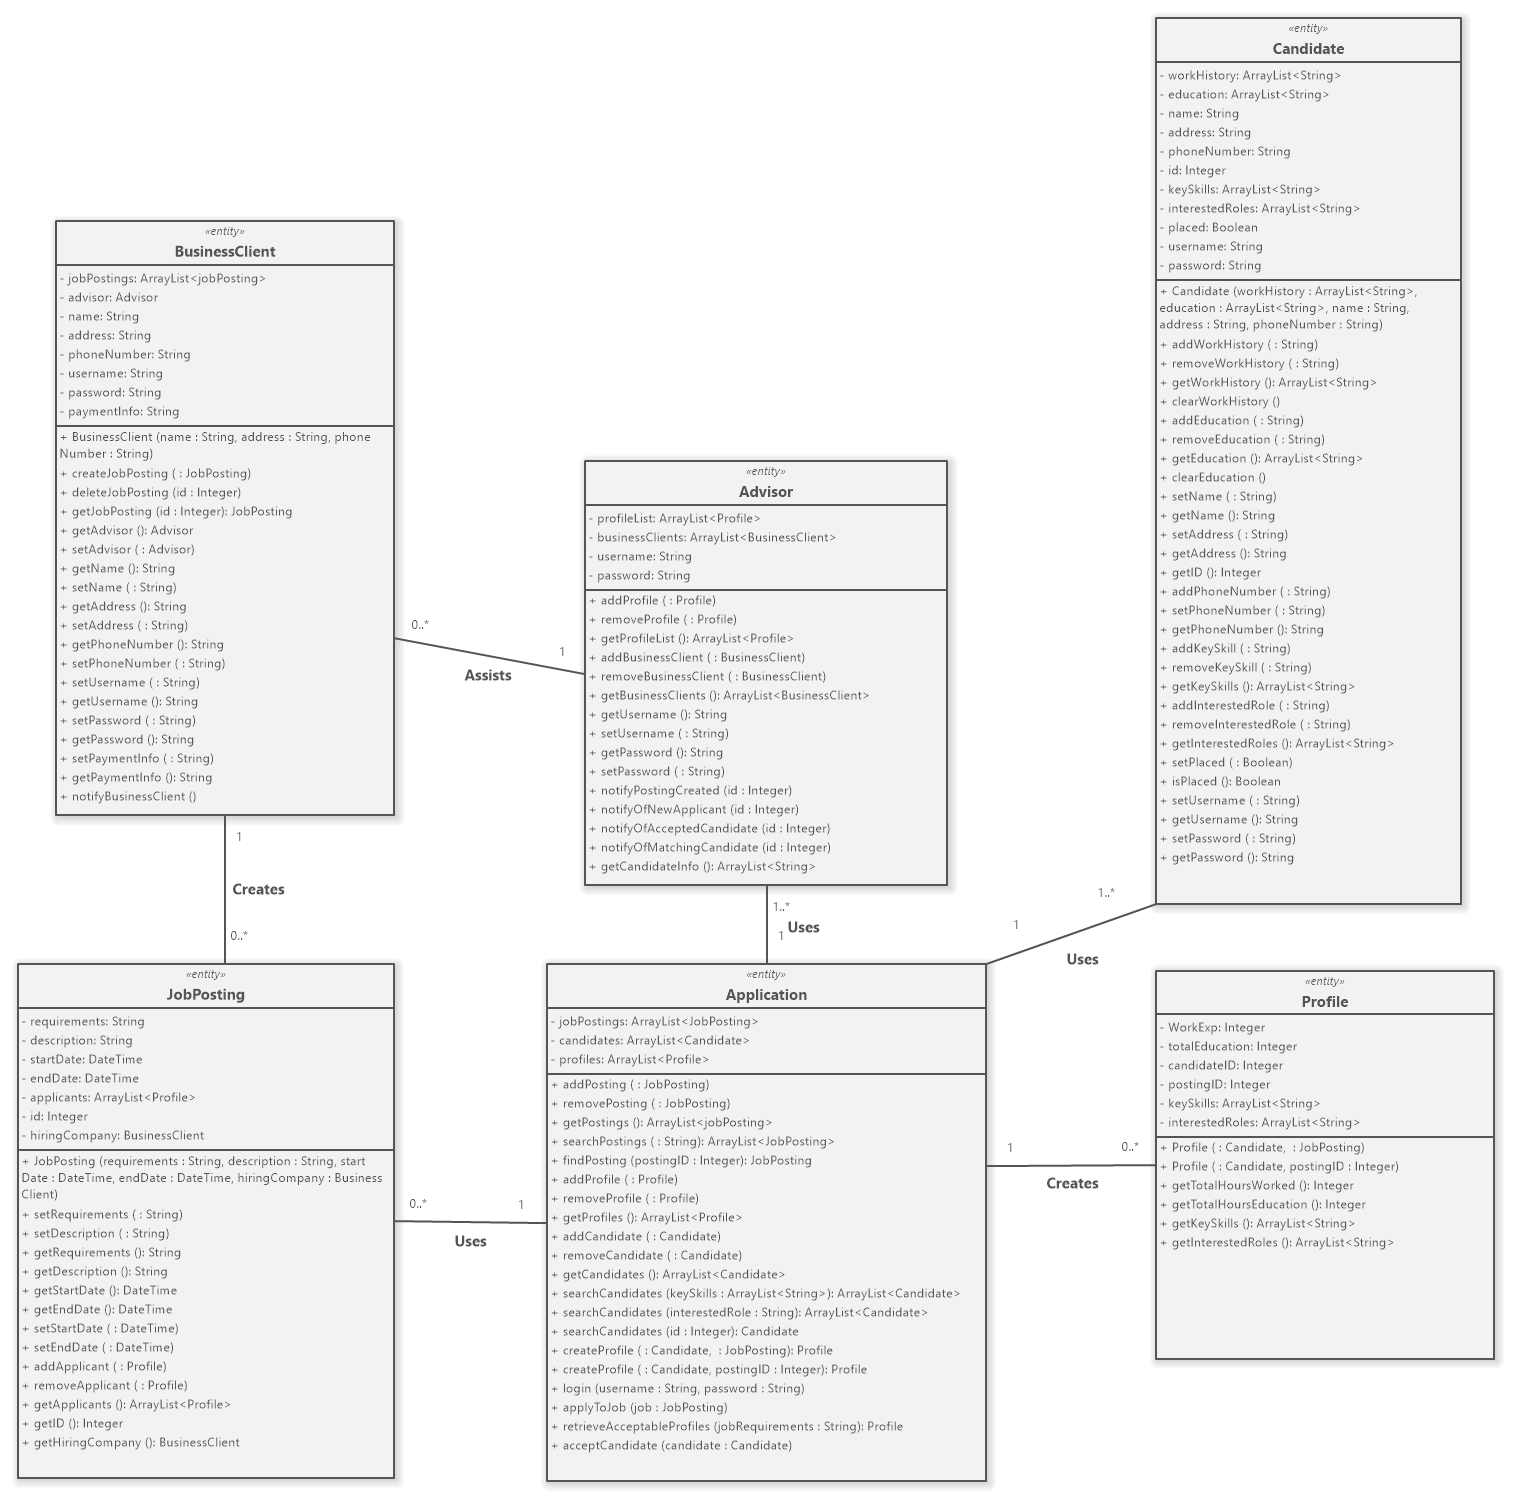 «entity»
Candidate
- workHistory: ArrayList<String>
- education: ArrayList<String>
- name: String
- address: String
- phoneNumber: String
- id: Integer
- keySkills: ArrayList<String>
- interestedRoles: ArrayList<String>
- placed: Boolean
- username: String
- password: String
+ Candidate (workHistory : ArrayList<String>,
education : ArrayList<String>, name : String,
address : String, phoneNumber : String)
+ addWorkHistory ( : String)
+ removeWorkHistory ( : String)
+ getWorkHistory (): ArrayList<String>
+ clearWorkHistory ()
+ addEducation ( : String)
+ removeEducation ( : String)
+ getEducation (): ArrayList<String>
+ clearEducation ()
+ setName ( : String)
+ getName (): String
+ setAddress ( : String)
+ getAddress (): String
+ getID (): Integer
+ addPhoneNumber ( : String)
+ setPhoneNumber ( : String)
+ getPhoneNumber (): String
+ addKeySkill ( : String)
+ removeKeySkill ( : String)
+ getKeySkills (): ArrayList<String>
+ addInterestedRole ( : String)
+ removeInterestedRole ( : String)
+ getInterestedRoles (): ArrayList<String>
+ setPlaced ( : Boolean)
+ isPlaced (): Boolean
+ setUsername ( : String)
+ getUsername (): String
+ setPassword ( : String)
+ getPassword (): String
«entity»
BusinessClient
- jobPostings: ArrayList<jobPosting>
- advisor: Advisor
- name: String
- address: String
- phoneNumber: String
- username: String
- password: String
- paymentInfo: String
+ BusinessClient (name : String, address : String, phone
Number : String)
+ createJobPosting ( : JobPosting)
+ deleteJobPosting (id : Integer)
+ getJobPosting (id : Integer): JobPosting
+ getAdvisor (): Advisor
+ setAdvisor ( : Advisor)
+ getName (): String
+ setName ( : String)
+ getAddress (): String
+ setAddress ( : String)
+ getPhoneNumber (): String
+ setPhoneNumber ( : String)
+ setUsername ( : String)
+ getUsername (): String
+ setPassword ( : String)
+ getPassword (): String
+ setPaymentInfo ( : String)
+ getPaymentInfo (): String
+ notifyBusinessClient ()
0..*
1
Assists
«entity»
Advisor
- profileList: ArrayList<Profile>
- businessClients: ArrayList<BusinessClient>
- username: String
- password: String
+ addProfile ( : Profile)
+ removeProfile ( : Profile)
+ getProfileList (): ArrayList<Profile>
+ addBusinessClient ( : BusinessClient)
+ removeBusinessClient ( : BusinessClient)
+ getBusinessClients (): ArrayList<BusinessClient>
+ getUsername (): String
+ setUsername ( : String)
+ getPassword (): String
+ setPassword ( : String)
+ notifyPostingCreated (id : Integer)
+ notifyOfNewApplicant (id : Integer)
+ notifyOfAcceptedCandidate (id : Integer)
+ notifyOfMatchingCandidate (id : Integer)
+ getCandidateInfo (): ArrayList<String>
1
Creates
0..*
1..*
Uses
1
1..*
1
Uses
«entity»
JobPosting
- requirements: String
- description: String
- startDate: DateTime
- endDate: DateTime
- applicants: ArrayList<Profile>
- id: Integer
- hiringCompany: BusinessClient
+ JobPosting (requirements : String, description : String, start
Date : DateTime, endDate : DateTime, hiringCompany : Business
Client)
+ setRequirements ( : String)
+ setDescription ( : String)
+ getRequirements (): String
+ getDescription (): String
+ getStartDate (): DateTime
+ getEndDate (): DateTime
+ setStartDate ( : DateTime)
+ setEndDate ( : DateTime)
+ addApplicant ( : Profile)
+ removeApplicant ( : Profile)
+ getApplicants (): ArrayList<Profile>
+ getID (): Integer
+ getHiringCompany (): BusinessClient
0..*
1
Uses
«entity»
Application
- jobPostings: ArrayList<JobPosting>
- candidates: ArrayList<Candidate>
- profiles: ArrayList<Profile>
+ addPosting ( : JobPosting)
+ removePosting ( : JobPosting)
+ getPostings (): ArrayList<jobPosting>
+ searchPostings ( : String): ArrayList<JobPosting>
+ findPosting (postingID : Integer): JobPosting
+ addProfile ( : Profile)
+ removeProfile ( : Profile)
+ getProfiles (): ArrayList<Profile>
+ addCandidate ( : Candidate)
+ removeCandidate ( : Candidate)
+ getCandidates (): ArrayList<Candidate>
+ searchCandidates (keySkills : ArrayList<String>): ArrayList<Candidate>
+ searchCandidates (interestedRole : String): ArrayList<Candidate>
+ searchCandidates (id : Integer): Candidate
+ createProfile ( : Candidate,  : JobPosting): Profile
+ createProfile ( : Candidate, postingID : Integer): Profile
+ login (username : String, password : String)
+ applyToJob (job : JobPosting)
+ retrieveAcceptableProfiles (jobRequirements : String): Profile
+ acceptCandidate (candidate : Candidate)
1
0..*
Creates
«entity»
Profile
- WorkExp: Integer
- totalEducation: Integer
- candidateID: Integer
- postingID: Integer
- keySkills: ArrayList<String>
- interestedRoles: ArrayList<String>
+ Profile ( : Candidate,  : JobPosting)
+ Profile ( : Candidate, postingID : Integer)
+ getTotalHoursWorked (): Integer
+ getTotalHoursEducation (): Integer
+ getKeySkills (): ArrayList<String>
+ getInterestedRoles (): ArrayList<String>